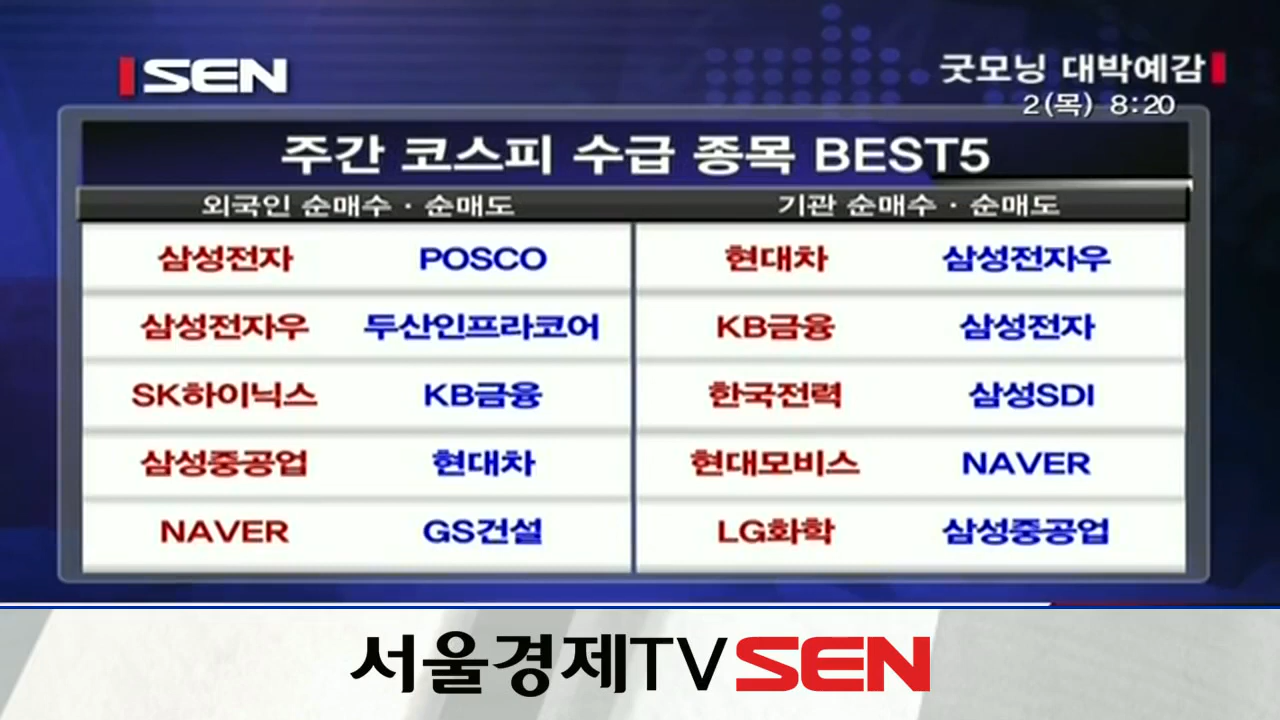 SEN
굿모닝 대박예감
2(목) 8:20
주간 코스피 수급 종목 BEST5
외국인 순매수 · 순매도 기관 순매수 · 순매도
삼성전자 POSCO 현대차 삼성전자우
삼성전자우 두산인프라코어 KB금융 삼성전자
SK하이닉스 KB금융 한국전력 삼성SDI
삼성중공업 현대차 현대모비스 NAVER
NAVER GS건설 LG화학 삼성중공업
서울경제TV SEN